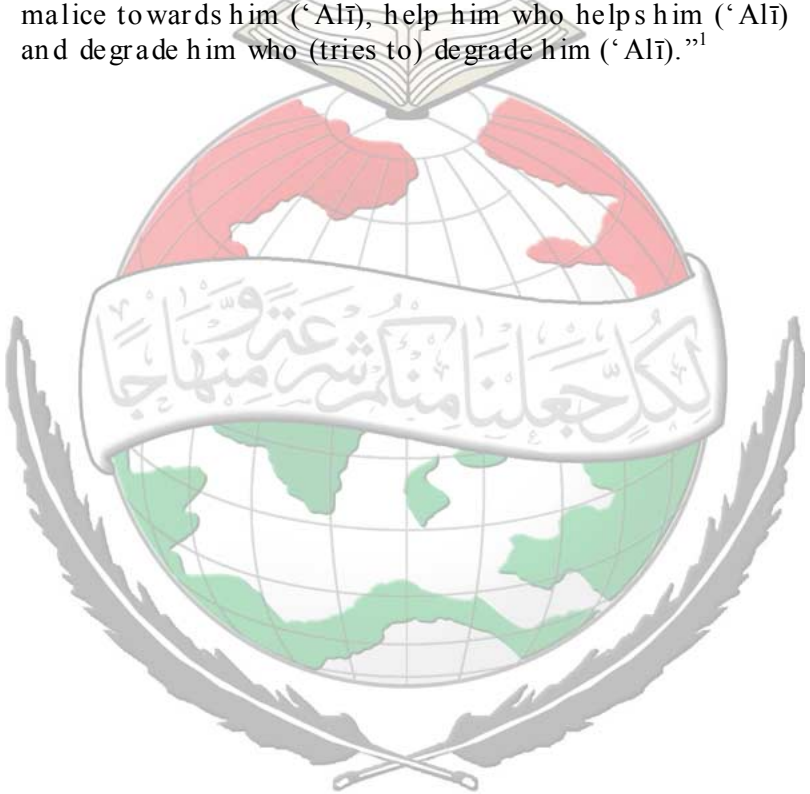 malice towards him (‘Alī), help him who helps him (‘Alī)
and degrade him who (tries to) degrade him (‘Alī).”1
لِكُلٍّ جَعَلْنَا مِنْكُمْ شِرْعَةً وَمِنْهَاجًا